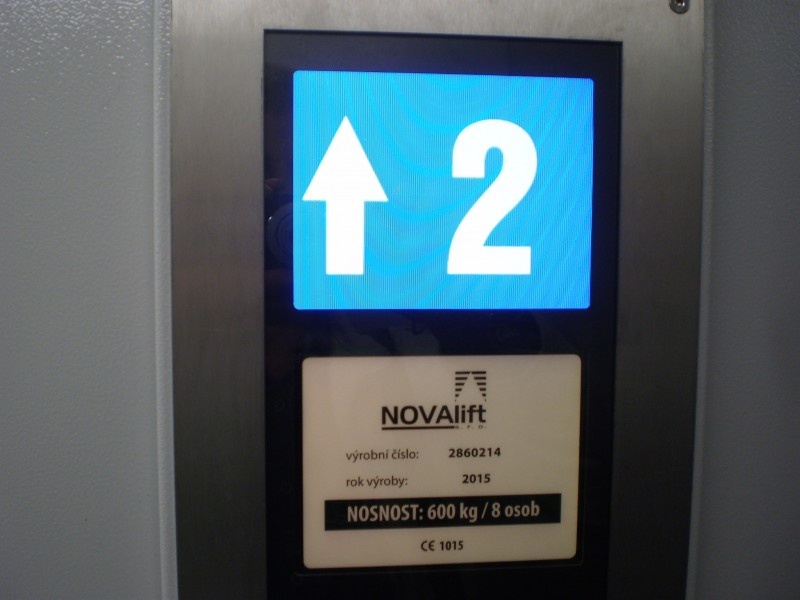 2
NOVAlift
s. r. o.
výrobní číslo: 2860214
rok výroby: 2015
NOSNOST: 600 kg / 8 osob
CE 1015